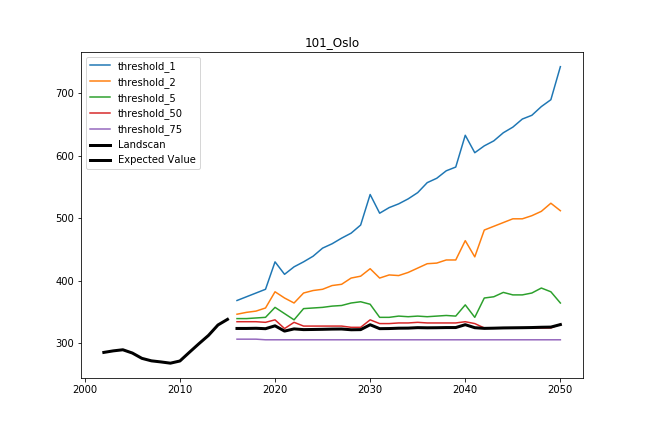 101_Oslo
threshold_1
threshold_2
threshold_5
threshold_50
threshold_75
Landscan
Expected Value
700
600
500
400
300
2000 2010 2020 2030 2040 2050